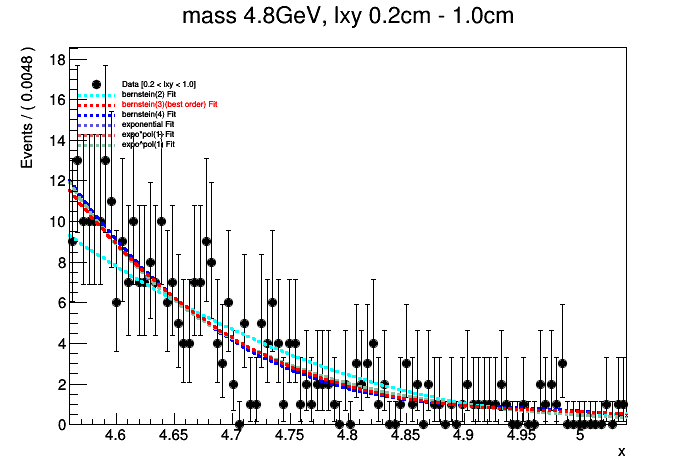 mass 4.8GeV, lxy 0.2cm - 1.0cm
Events / ( 0.0048 )
18
16
14
12
10
8
6
4
2
0
Data [0.2 < lxy < 1.0]
bernstein(2) Fit
bernstein(3)(best order) Fit
bernstein(4) Fit
exponential Fit
expo*pol(1) Fit
expo*pol(1) Fit
4.6 4.65 4.7 4.75 4.8 4.85 4.9 4.95 5
x